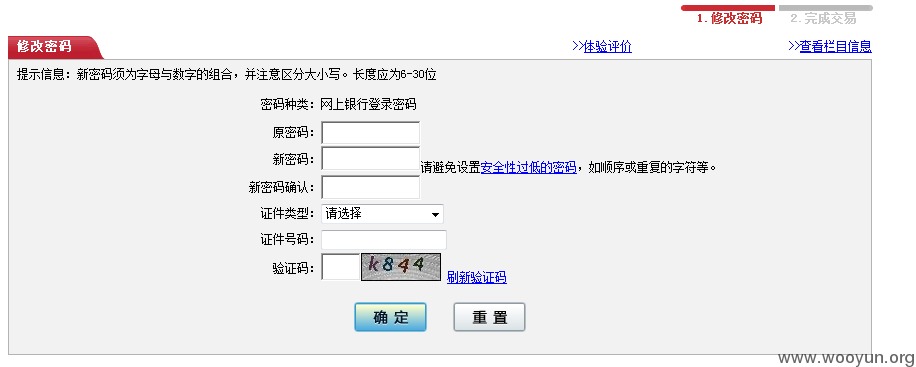 1. 修改密码 2. 完成交易
修改密码 >>体验评价 >>查看栏目信息
提示信息：新密码须为字母与数字的组合，并注意区分大小写。长度应为6-30位
密码种类：网上银行登录密码
原密码：
新密码： 请避免设置安全性过低的密码，如顺序或重复的字符等。
新密码确认：
证件类型：请选择
证件号码：
验证码： k844 刷新验证码
确 定 重 置
www.wooyun.org